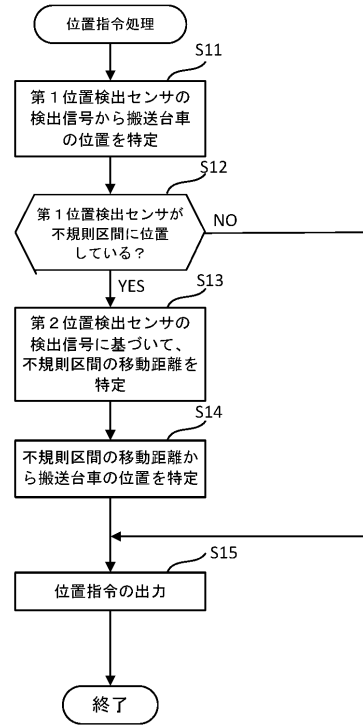 位置指令処理
S11
第１位置検出センサの
検出信号から搬送台車
の位置を特定
S12
第１位置検出センサが
不規則区間に位置
している？
NO
YES
S13
第２位置検出センサの
検出信号に基づいて、
不規則区間の移動距離を
特定
S14
不規則区間の移動距離か
ら搬送台車の位置を特定
S15
位置指令の出力
終了